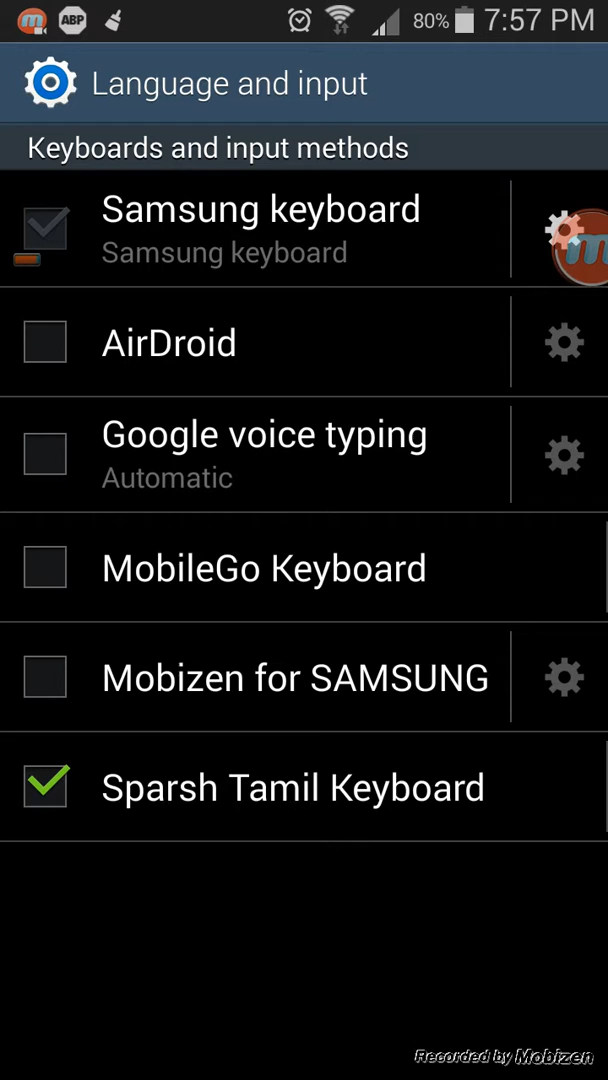 m ABP 80% 7:57 PM
Language and input
Keyboards and input methods
Samsung keyboard
Samsung keyboard
m
AirDroid
Google voice typing
Automatic
MobileGo Keyboard
Mobizen for SAMSUNG
Sparsh Tamil Keyboard
Recorded by Mobizen